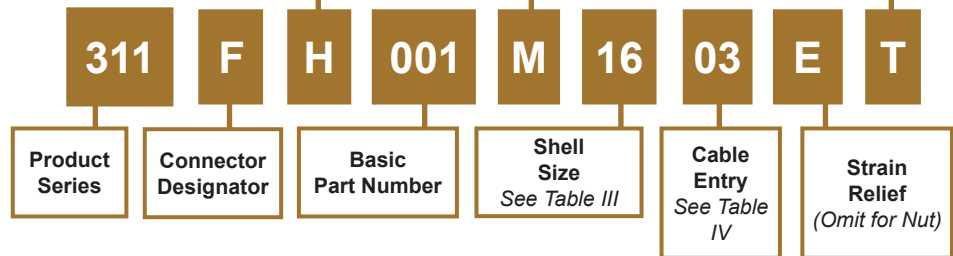 311 F H 001 M 16 03 E T
Product
Series
Connector
Designator
Basic
Part Number
Shell
Size
See Table III
Cable
Entry
See Table
IV
Strain
Relief
(Omit for Nut)